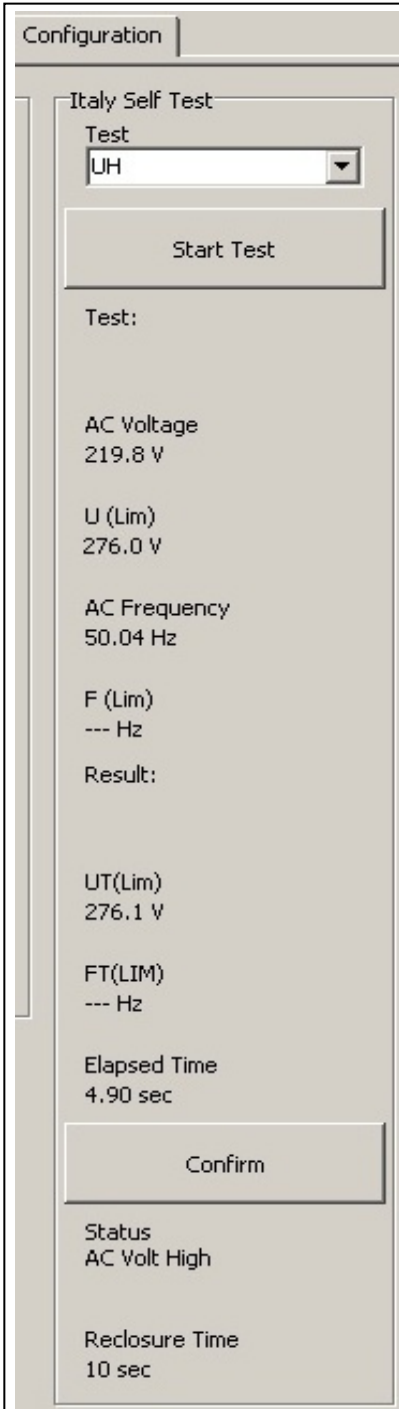 Configuration
Italy Self Test
Test
UH
Start Test
Test:
AC Voltage
219.8 V
U (Lim)
276.0 V
AC Frequency
50.04 Hz
F (Lim)
--- Hz
Result:
UT(Lim)
276.1 V
FT(LIM)
--- Hz
Elapsed Time
4.90 sec
Confirm
Status
AC Volt High
Reclosure Time
10 sec